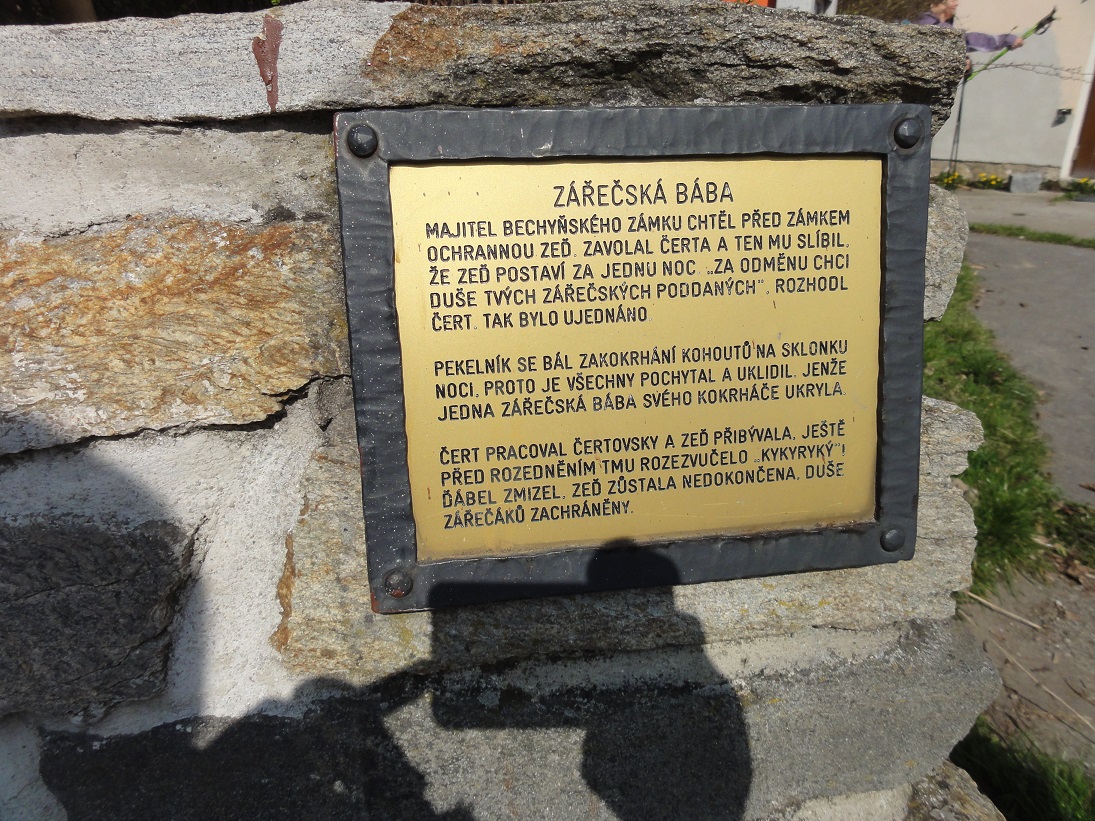 ZÁŘEČSKÁ BÁBA
MAJITEL BECHYŇSKÉHO ZÁMKU CHTĚL PŘED ZÁMKEM
OCHRANNOU ZEĎ. ZAVOLAL ČERTA A TEN MU SLÍBIL,
ŽE ZEĎ POSTAVÍ ZA JEDNU NOC. „ZA ODMĚNU CHCI
DUŠE TVÝCH ZÁŘEČSKÝCH PODDANÝCH", ROZHODL
ČERT. TAK BYLO UJEDNÁNO.
PEKELNÍK SE BÁL ZAKOKRHÁNÍ KOHOUTŮ NA SKLONKU
NOCI, PROTO JE VŠECHNY POCHYTAL A UKLIDIL. JENŽE
JEDNA ZÁŘEČSKÁ BÁBA SVÉHO KOKRHÁČE UKRYLA.
ČERT PRACOVAL ČERTOVSKY A ZEĎ PŘIBÝVALA, JEŠTĚ
PŘED ROZEDNĚNÍM TMU ROZEZVUČELO „KYKYRYKÝ"!
ĎÁBEL ZMIZEL, ZEĎ ZŮSTALA NEDOKONČENA, DUŠE
ZÁŘEČÁKŮ ZACHRÁNĚNY.